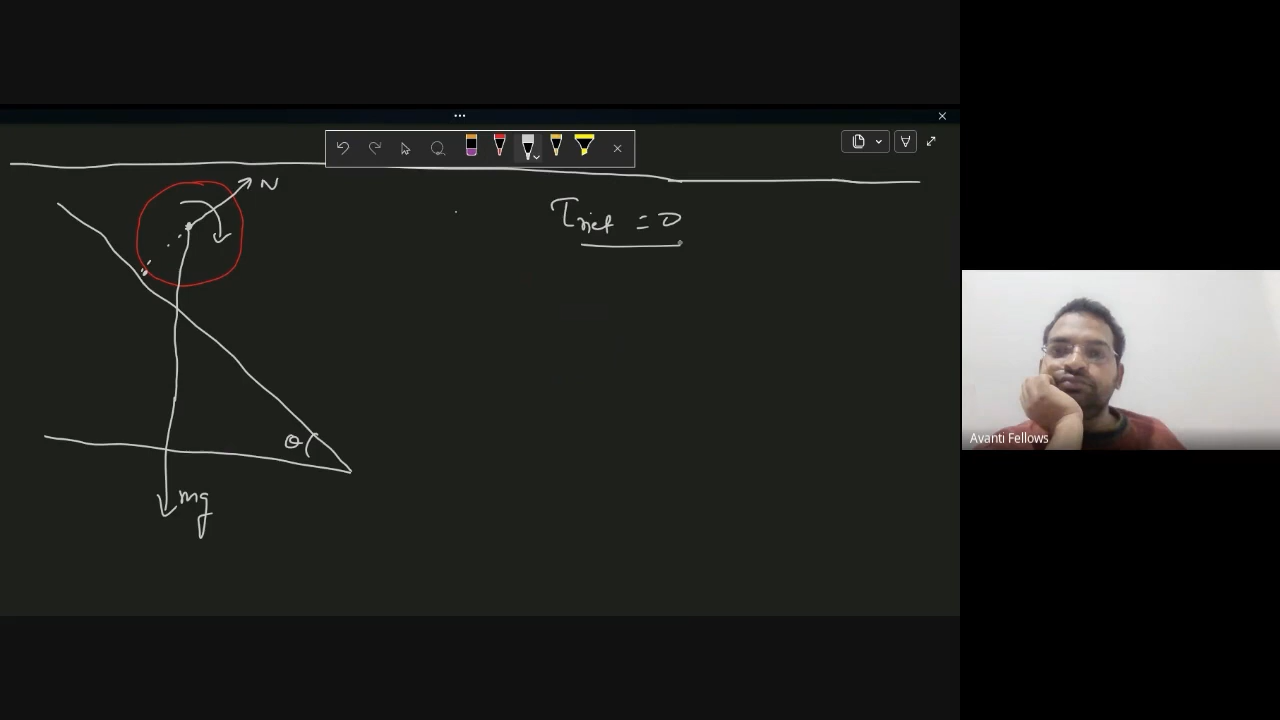 N
τnet = 0
θ
mg
Avanti Fellows